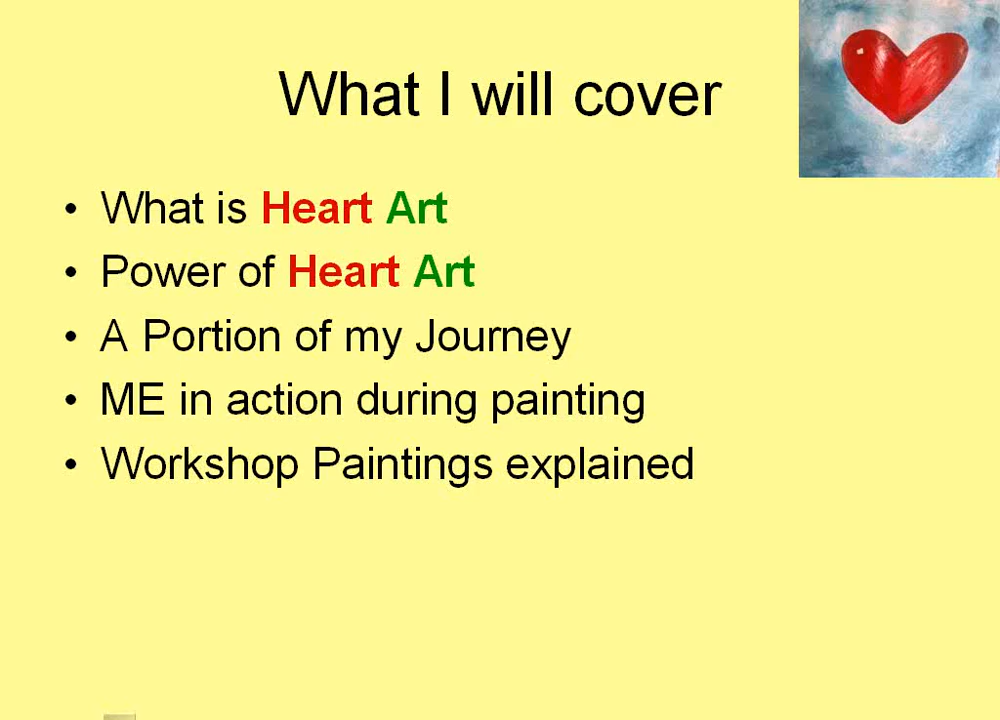 What I will cover
• What is Heart Art
• Power of Heart Art
• A Portion of my Journey
• ME in action during painting
• Workshop Paintings explained